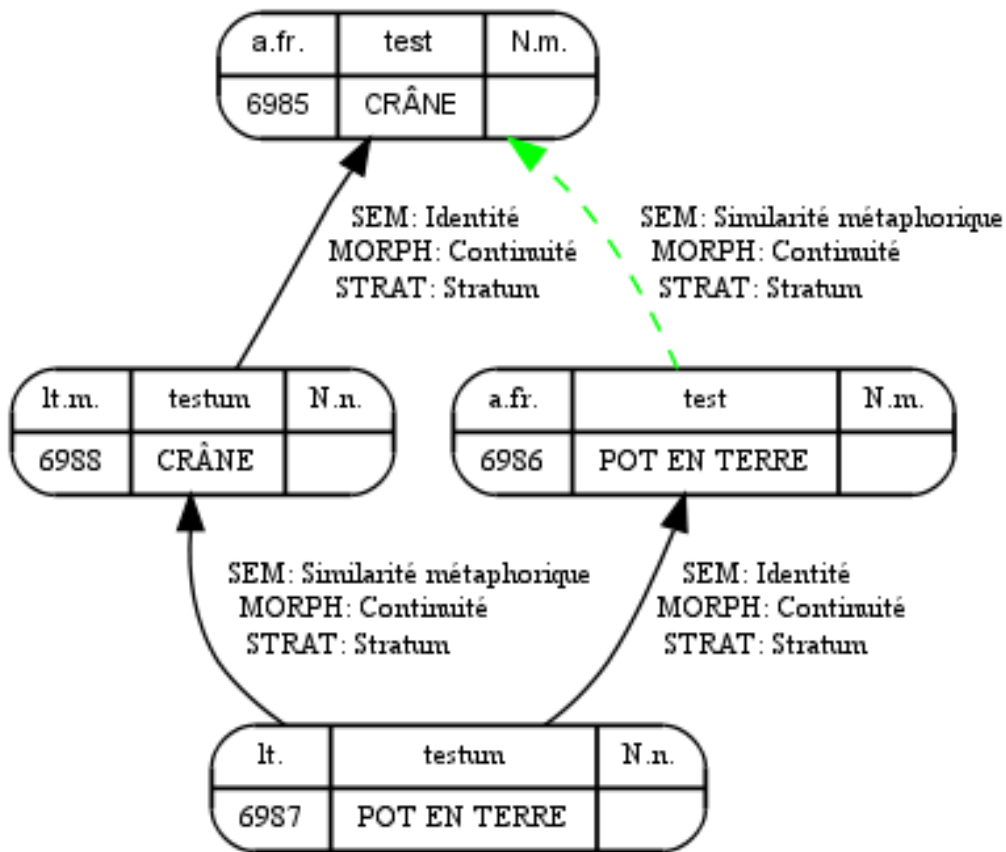 a.fr. test N.m.
6985 CRÂNE
SEM: Identité
MORPH: Continuité
STRAT: Stratum
SEM: Similarité métaphorique
MORPH: Continuité
STRAT: Stratum
lt.m. testum N.n.
6988 CRÂNE
a.fr. test N.m.
6986 POT EN TERRE
SEM: Similarité métaphorique
MORPH: Continuité
STRAT: Stratum
SEM: Identité
MORPH: Continuité
STRAT: Stratum
lt. testum N.n.
6987 POT EN TERRE